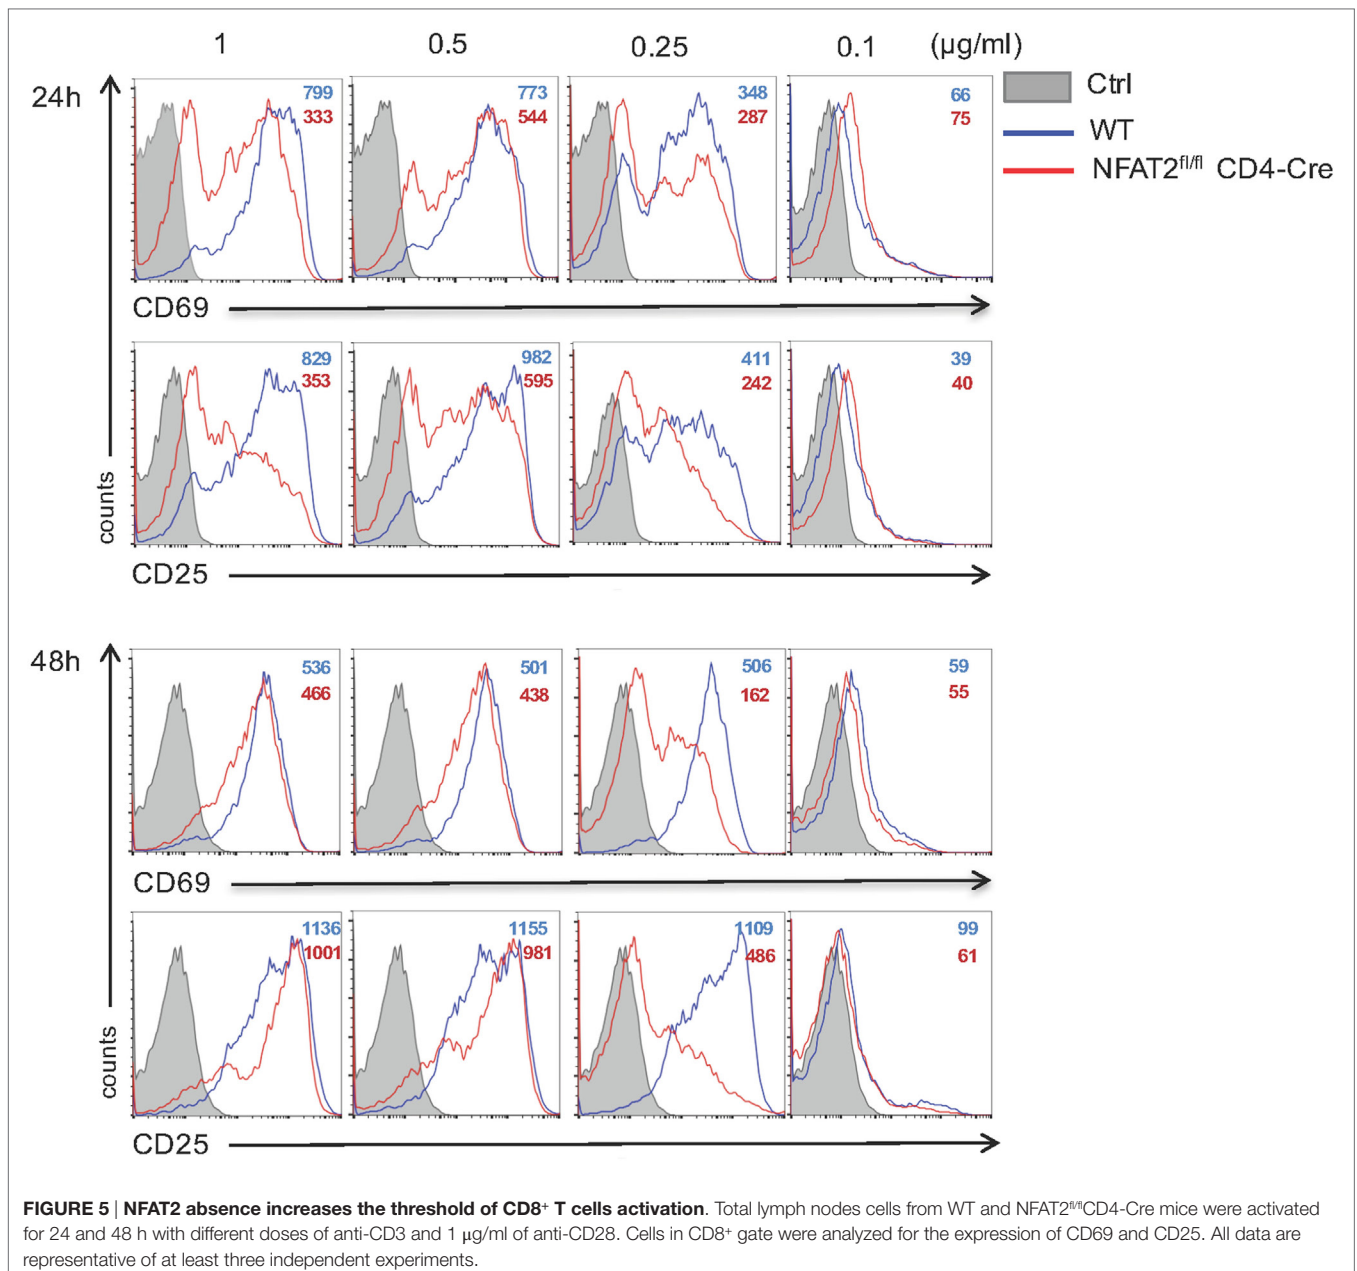 1 0.5 0.25 0.1 (µg/ml)
24h
Ctrl
WT
NFAT2fl/fl CD4-Cre
799 773 348 66
333 544 287 75
CD69
829 982 411 39
353 595 242 40
counts
CD25
48h
536 501 506 59
466 438 162 55
CD69
1136 1155 1109 99
1001 981 486 61
counts
CD25
FIGURE 5 | NFAT2 absence increases the threshold of CD8+ T cells activation. Total lymph nodes cells from WT and NFAT2fl/flCD4-Cre mice were activated
for 24 and 48 h with different doses of anti-CD3 and 1 µg/ml of anti-CD28. Cells in CD8+ gate were analyzed for the expression of CD69 and CD25. All data are
representative of at least three independent experiments.